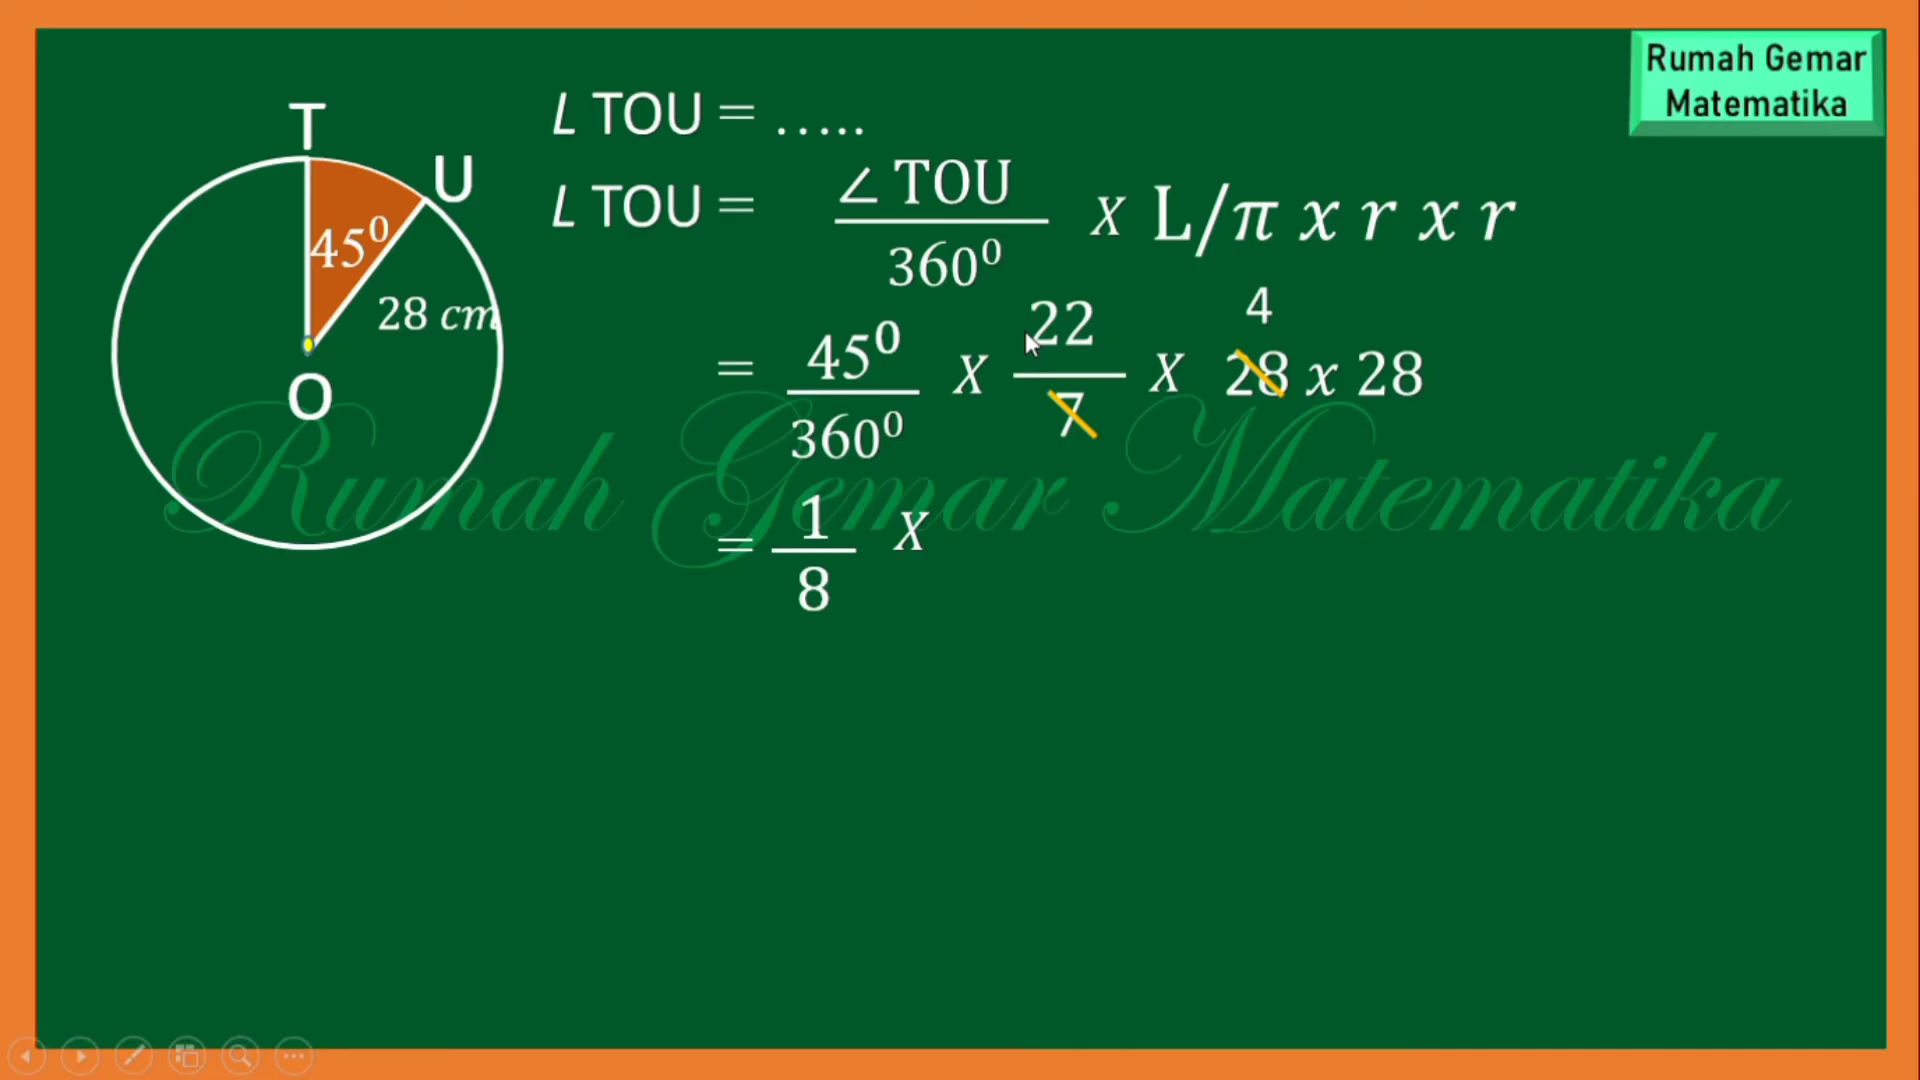 Rumah Gemar
Matematika
T
U
45⁰
28 cm
O
L TOU = .....
L TOU = ∠ TOU / 360⁰ X L/π x r x r
= 45⁰ / 360⁰ X 22 / 7 X 28 x 28
4
= 1 / 8 X
Rumah Gemar Matematika